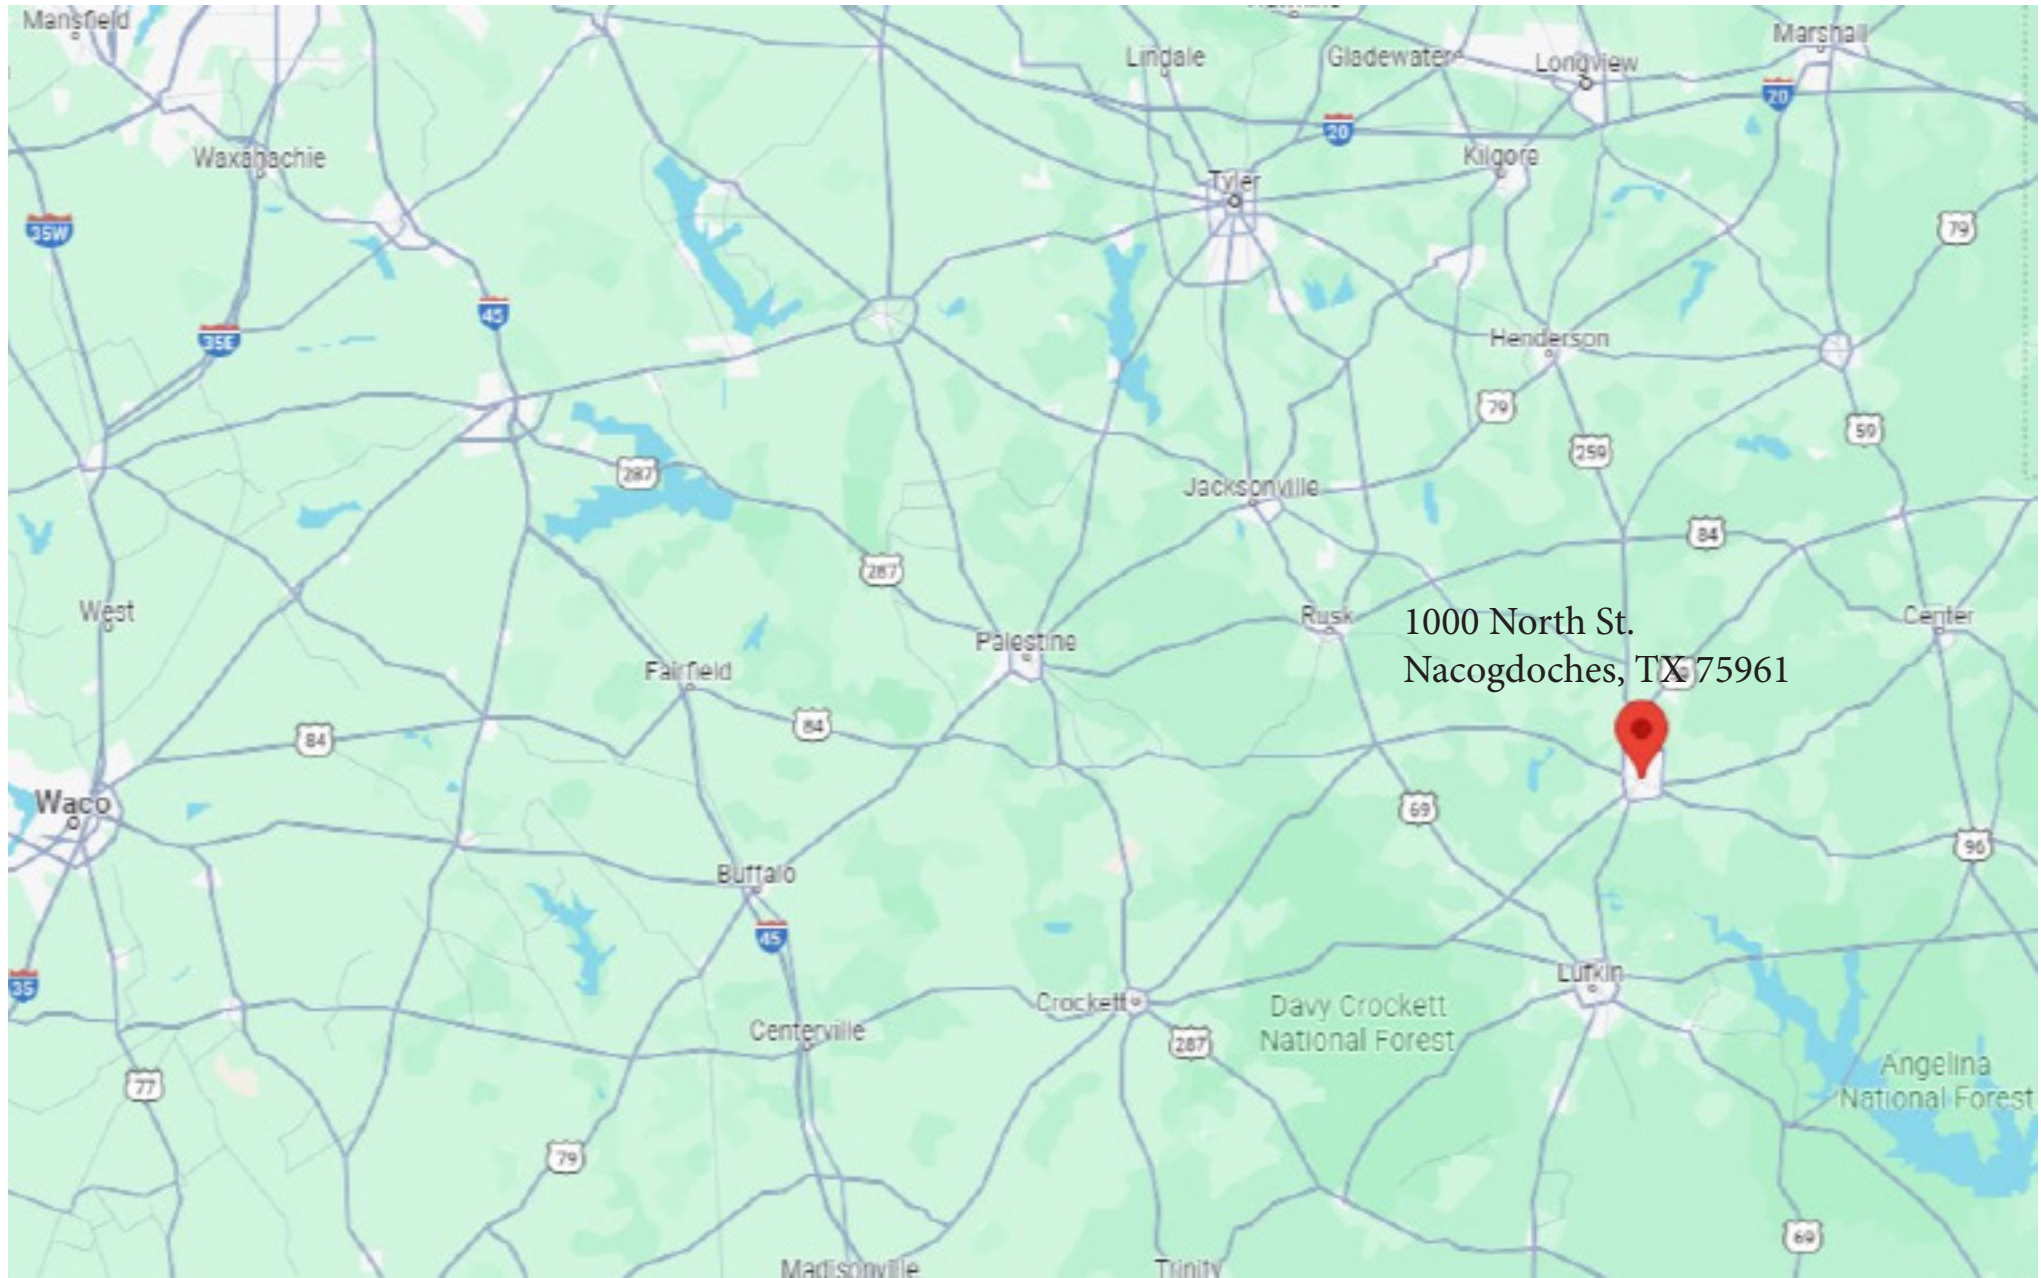 Mansfield
Lindale
Gladewater
Longview
Marshall
20
20
Waxahachie
Kilgore
Tyler
35W
79
45
35E
Henderson
79
59
259
287
Jacksonville
84
287
West
Rusk
1000 North St.
Center
Palestine
Nacogdoches, TX 75961
Fairfield
84
84
Waco
69
96
Buffalo
45
35
Lufkin
Crockett
Davy Crockett
National Forest
Centerville
287
Angelina
National Forest
77
79
69
Madisonville
Trinity